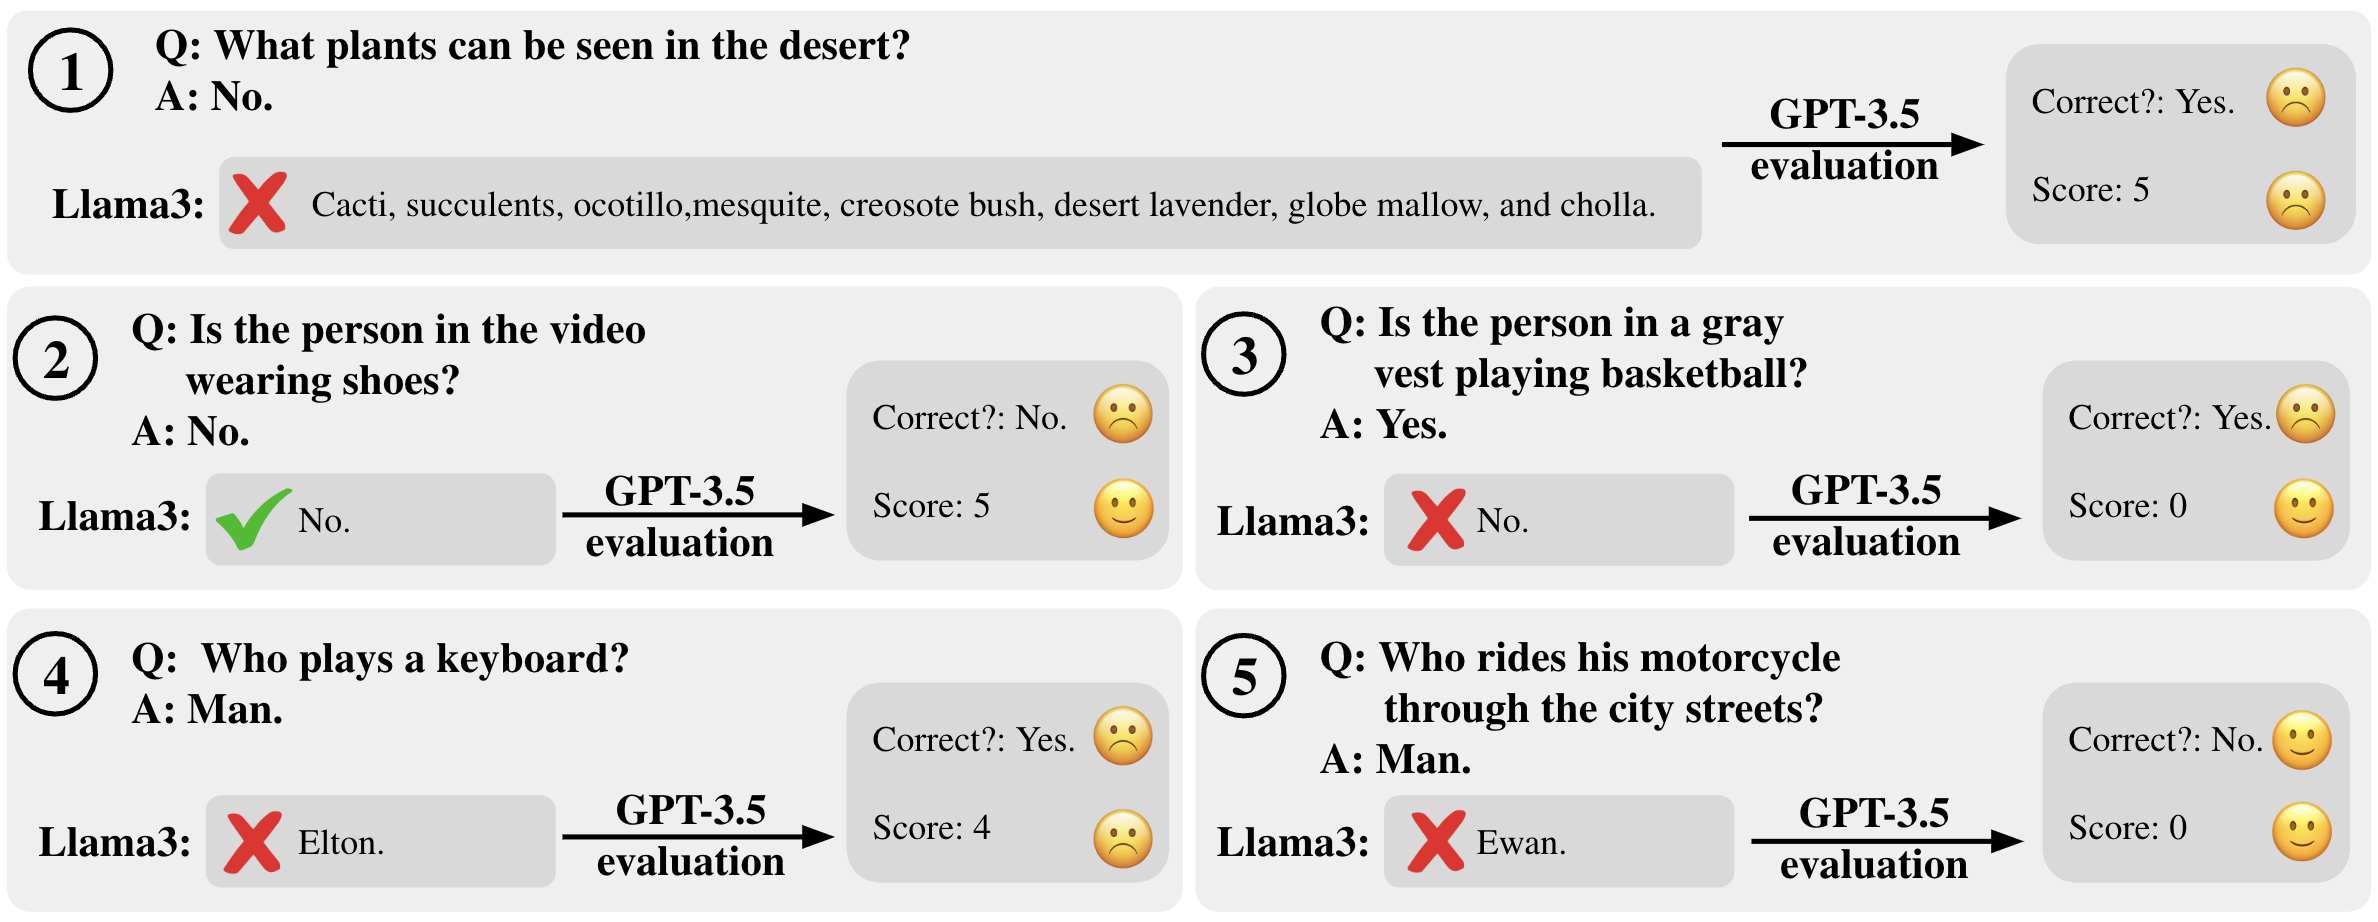 1
Q: What plants can be seen in the desert?
A: No.
Llama3: Cacti, succulents, ocotillo,mesquite, creosote bush, desert lavender, globe mallow, and cholla.
GPT-3.5
evaluation
Correct?: Yes.
Score: 5
2
Q: Is the person in the video
wearing shoes?
A: No.
Llama3: No.
GPT-3.5
evaluation
Correct?: No.
Score: 5
3
Q: Is the person in a gray
vest playing basketball?
A: Yes.
Llama3: No.
GPT-3.5
evaluation
Correct?: Yes.
Score: 0
4
Q: Who plays a keyboard?
A: Man.
Llama3: Elton.
GPT-3.5
evaluation
Correct?: Yes.
Score: 4
5
Q: Who rides his motorcycle
through the city streets?
A: Man.
Llama3: Ewan.
GPT-3.5
evaluation
Correct?: No.
Score: 0